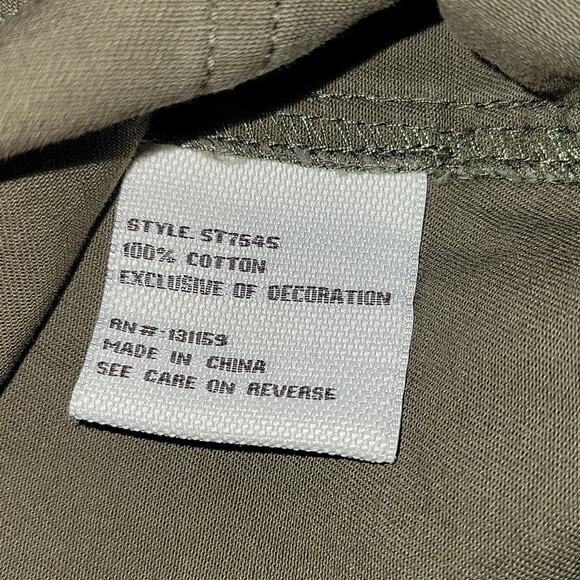 STYLE: ST7545
100% COTTON
EXCLUSIVE OF DECORATION
RN#: 131159
MADE IN CHINA
SEE CARE ON REVERSE